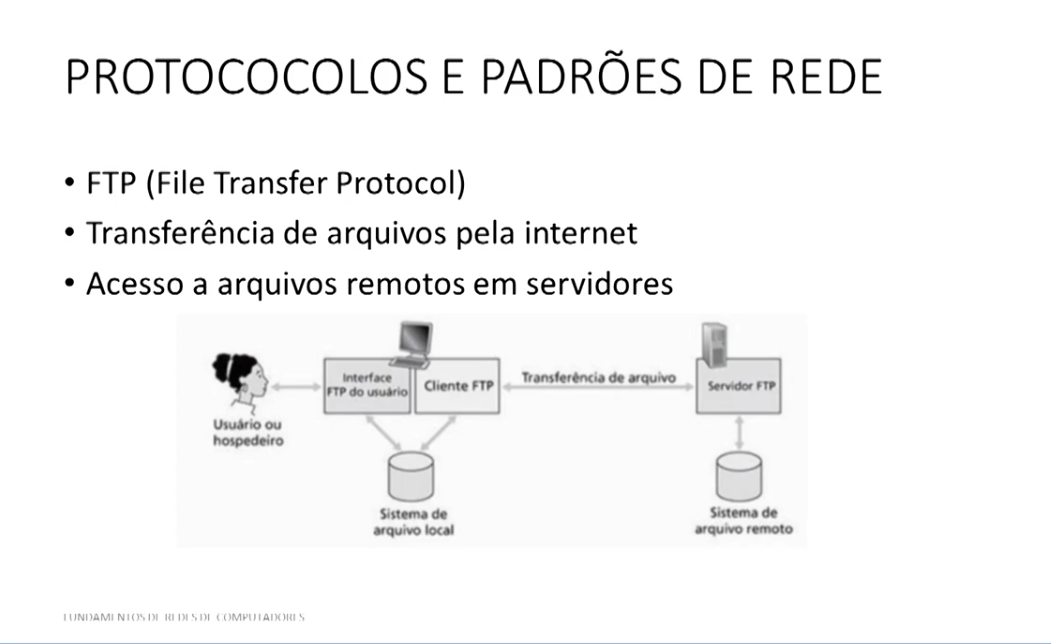 PROTOCOCOLOS E PADRÕES DE REDE
• FTP (File Transfer Protocol)
• Transferência de arquivos pela internet
• Acesso a arquivos remotos em servidores
Usuário ou
hospedeiro
Interface
FTP do usuário
Cliente FTP
Transferência de arquivo
Servidor FTP
Sistema de
arquivo local
Sistema de
arquivo remoto
FUNDAMENTOS DE REDES DE COMPUTADORES